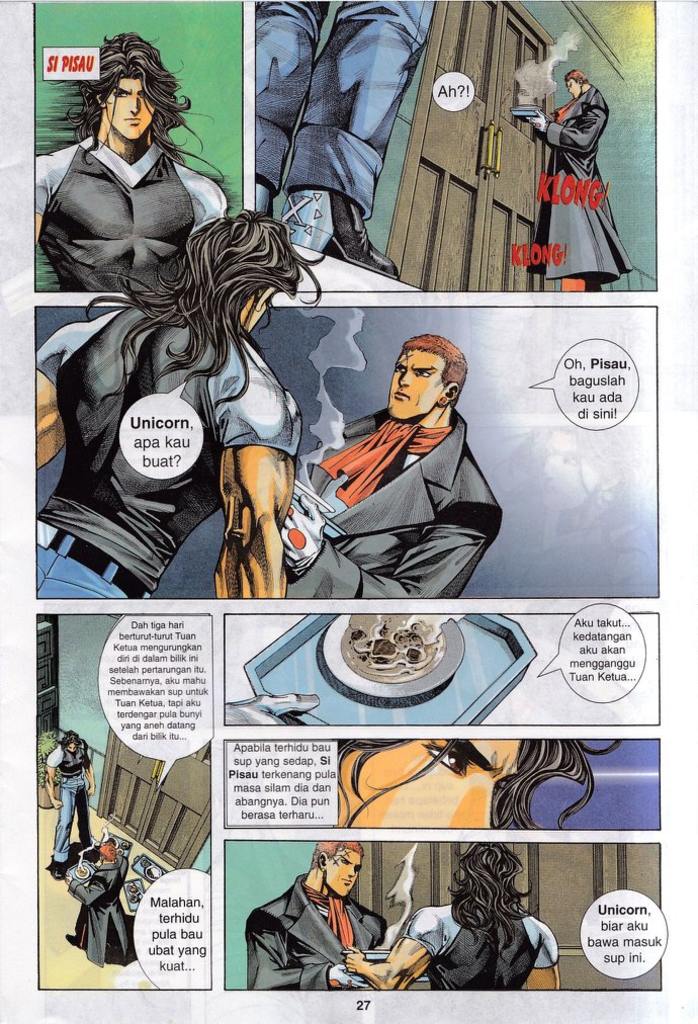 SI PISAU
Ah?!
KLONG!
KLONG!
Unicorn,
apa kau
buat?
Oh, Pisau,
baguslah
kau ada
di sini!
Dah tiga hari
berturut-turut Tuan
Ketua mengurungkan
diri di dalam bilik ini
setelah pertarungan itu.
Sebenarnya, aku mahu
membawakan sup untuk
Tuan Ketua, tapi aku
terdengar pula bunyi
yang aneh datang
dari bilik itu...
Malahan,
terhidu
pula bau
ubat yang
kuat...
Aku takut...
kedatangan
aku akan
mengganggu
Tuan Ketua...
Apabila terhidu bau
sup yang sedap, Si
Pisau terkenang pula
masa silam dia dan
abangnya. Dia pun
berasa terharu...
Unicorn,
biar aku
bawa masuk
sup ini.
27